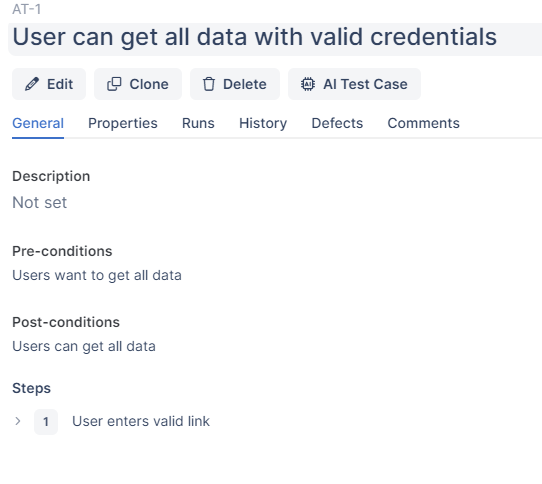 AT-1
User can get all data with valid credentials
Edit Clone Delete AI Test Case
General Properties Runs History Defects Comments
Description
Not set
Pre-conditions
Users want to get all data
Post-conditions
Users can get all data
Steps
1 User enters valid link